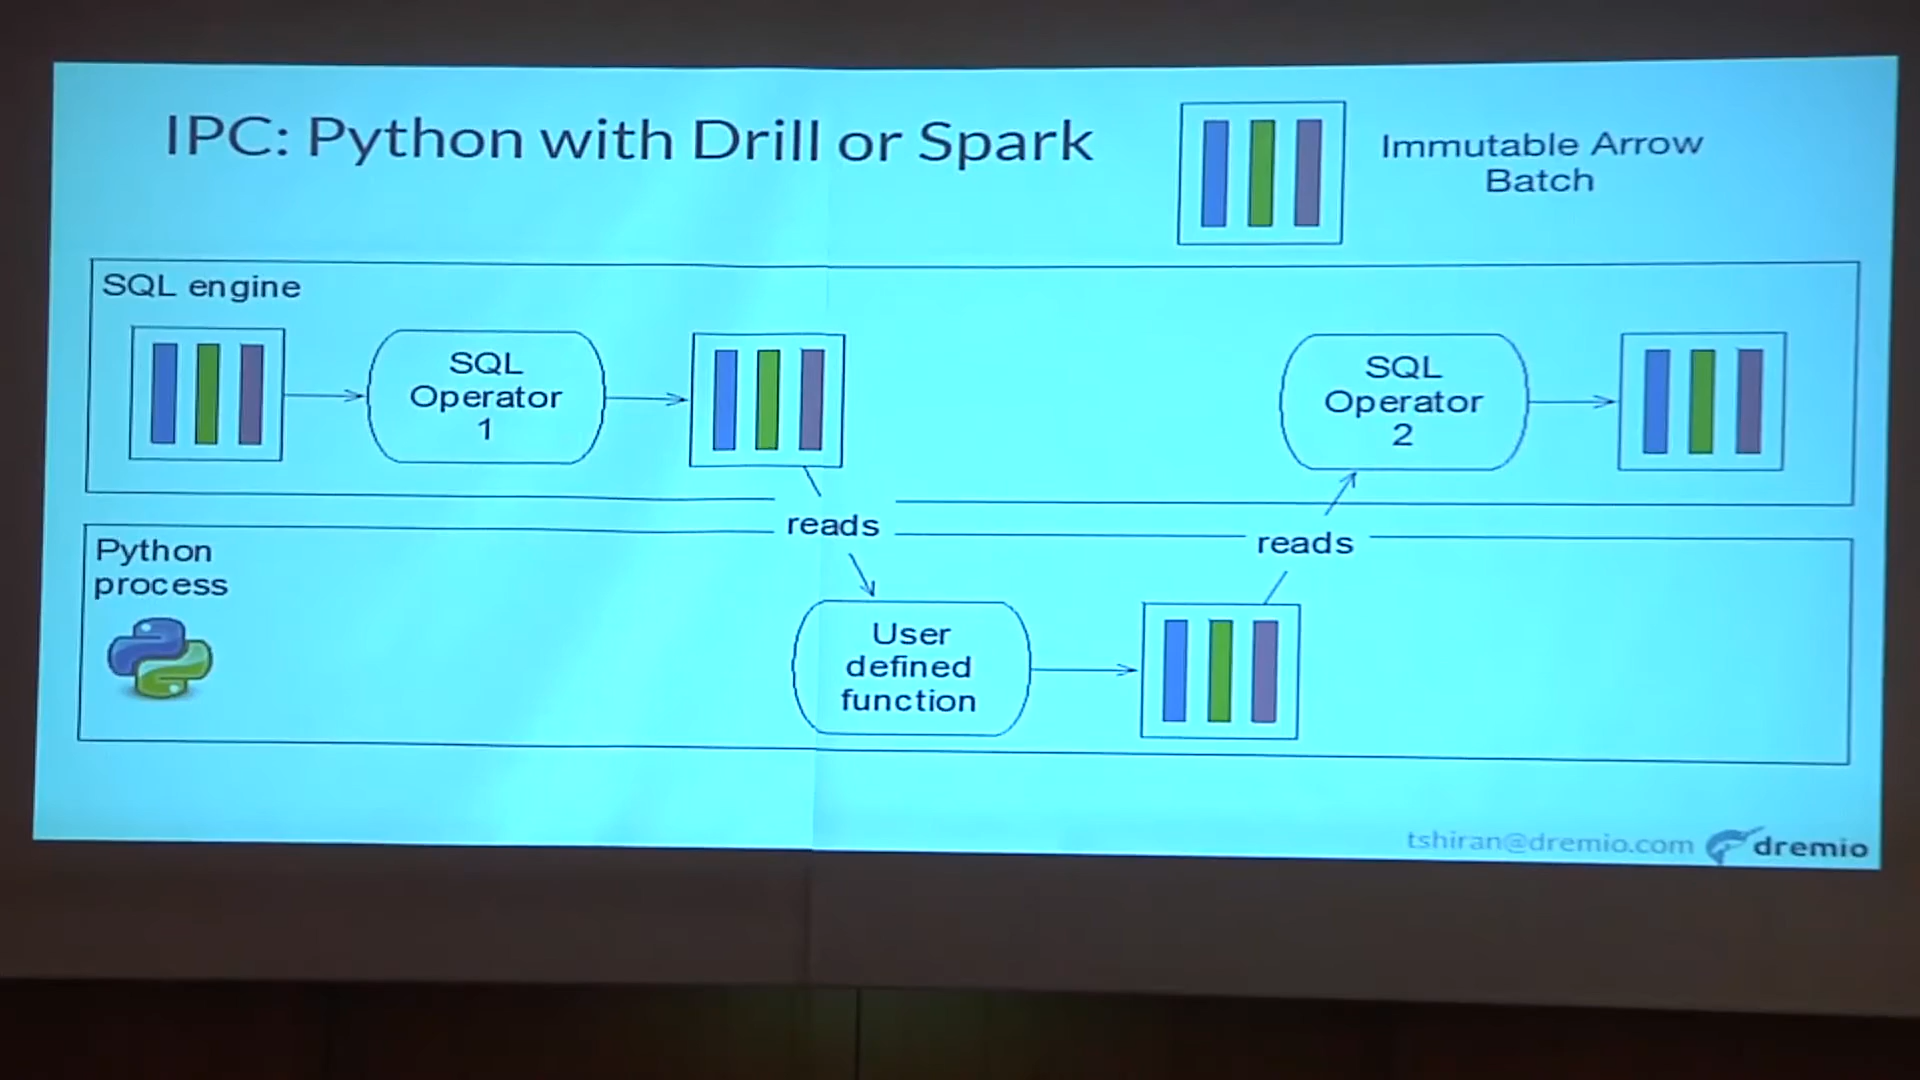 IPC: Python with Drill or Spark
Immutable Arrow
Batch
SQL engine
SQL
Operator
1
SQL
Operator
2
reads
reads
Python
process
User
defined
function
tshiran@dremio.com
dremio